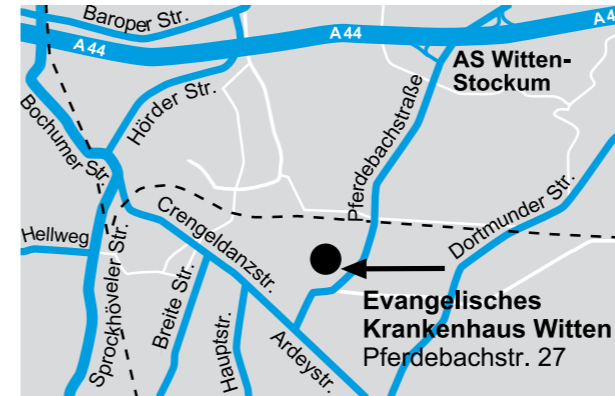 Baroper Str.
A 44
A 44
A 4
AS Witten-
Stockum
Bochumer Str.
Hörder Str.
Pferdebachstraße
Dortmunder Str.
Hellweg
Crengeldanzstr.
Sprockhöveler Str.
Breite Str.
Hauptstr.
Ardeystr.
Evangelisches
Krankenhaus Witten
Pferdebachstr. 27